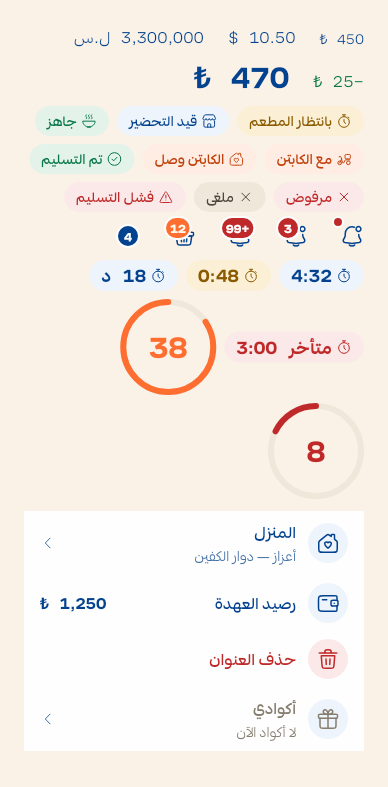 450 ₺ 10.50 $ 3,300,000 ل.س
−25 ₺ 470 ₺
بانتظار المطعم قيد التحضير جاهز
مع الكابتن الكابتن وصل تم التسليم
مرفوض ملغى فشل التسليم
3 99+ 12 4
4:32 0:48 18 د
متأخر 3:00 38
8
المنزل
أعزاز — دوار الكفين
رصيد العهدة 1,250 ₺
حذف العنوان
أكوادي
لا أكواد الآن